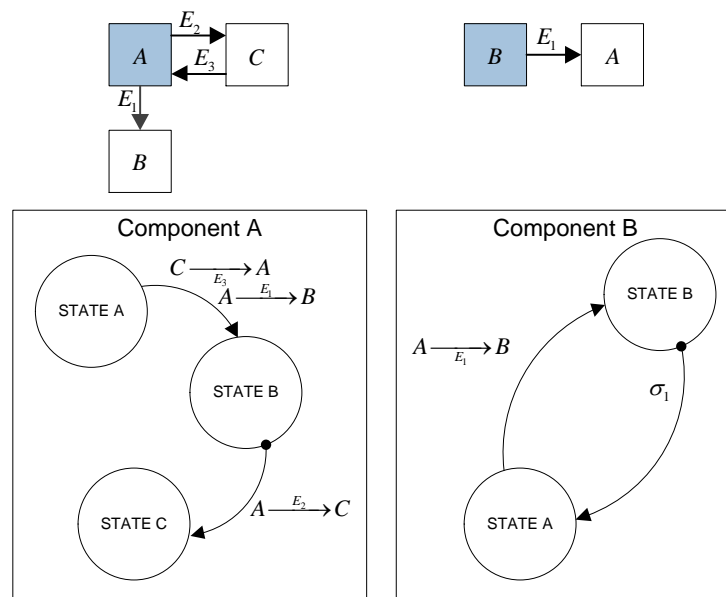 E₂
A
E₃
C
E₁
B
B
E₁
A
Component A
STATE A
C ⟶ A
E₃
E₁
A ⟶ B
STATE B
E₂
A ⟶ C
STATE C
Component B
STATE B
A ⟶ B
E₁
σ₁
STATE A